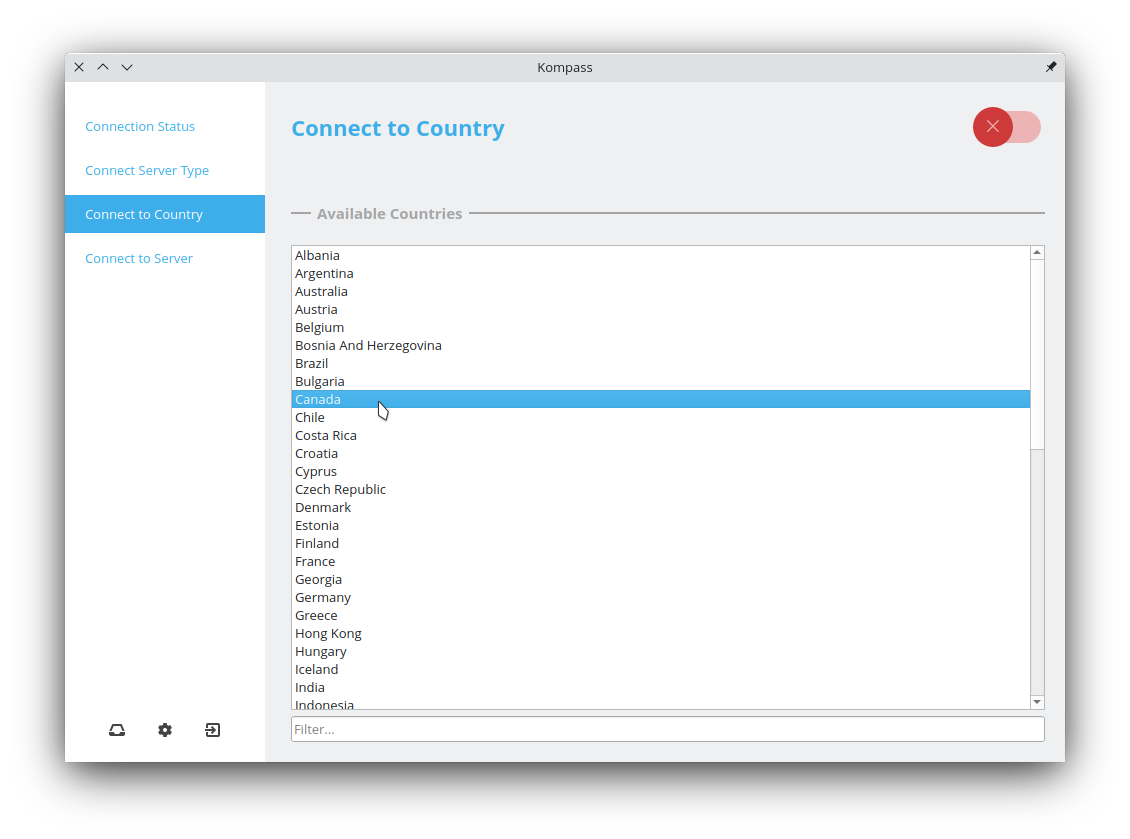 Kompass
Connection Status
Connect Server Type
Connect to Country
Connect to Server
Connect to Country
Available Countries
Albania
Argentina
Australia
Austria
Belgium
Bosnia And Herzegovina
Brazil
Bulgaria
Canada
Chile
Costa Rica
Croatia
Cyprus
Czech Republic
Denmark
Estonia
Finland
France
Georgia
Germany
Greece
Hong Kong
Hungary
Iceland
India
Indonesia
Filter...